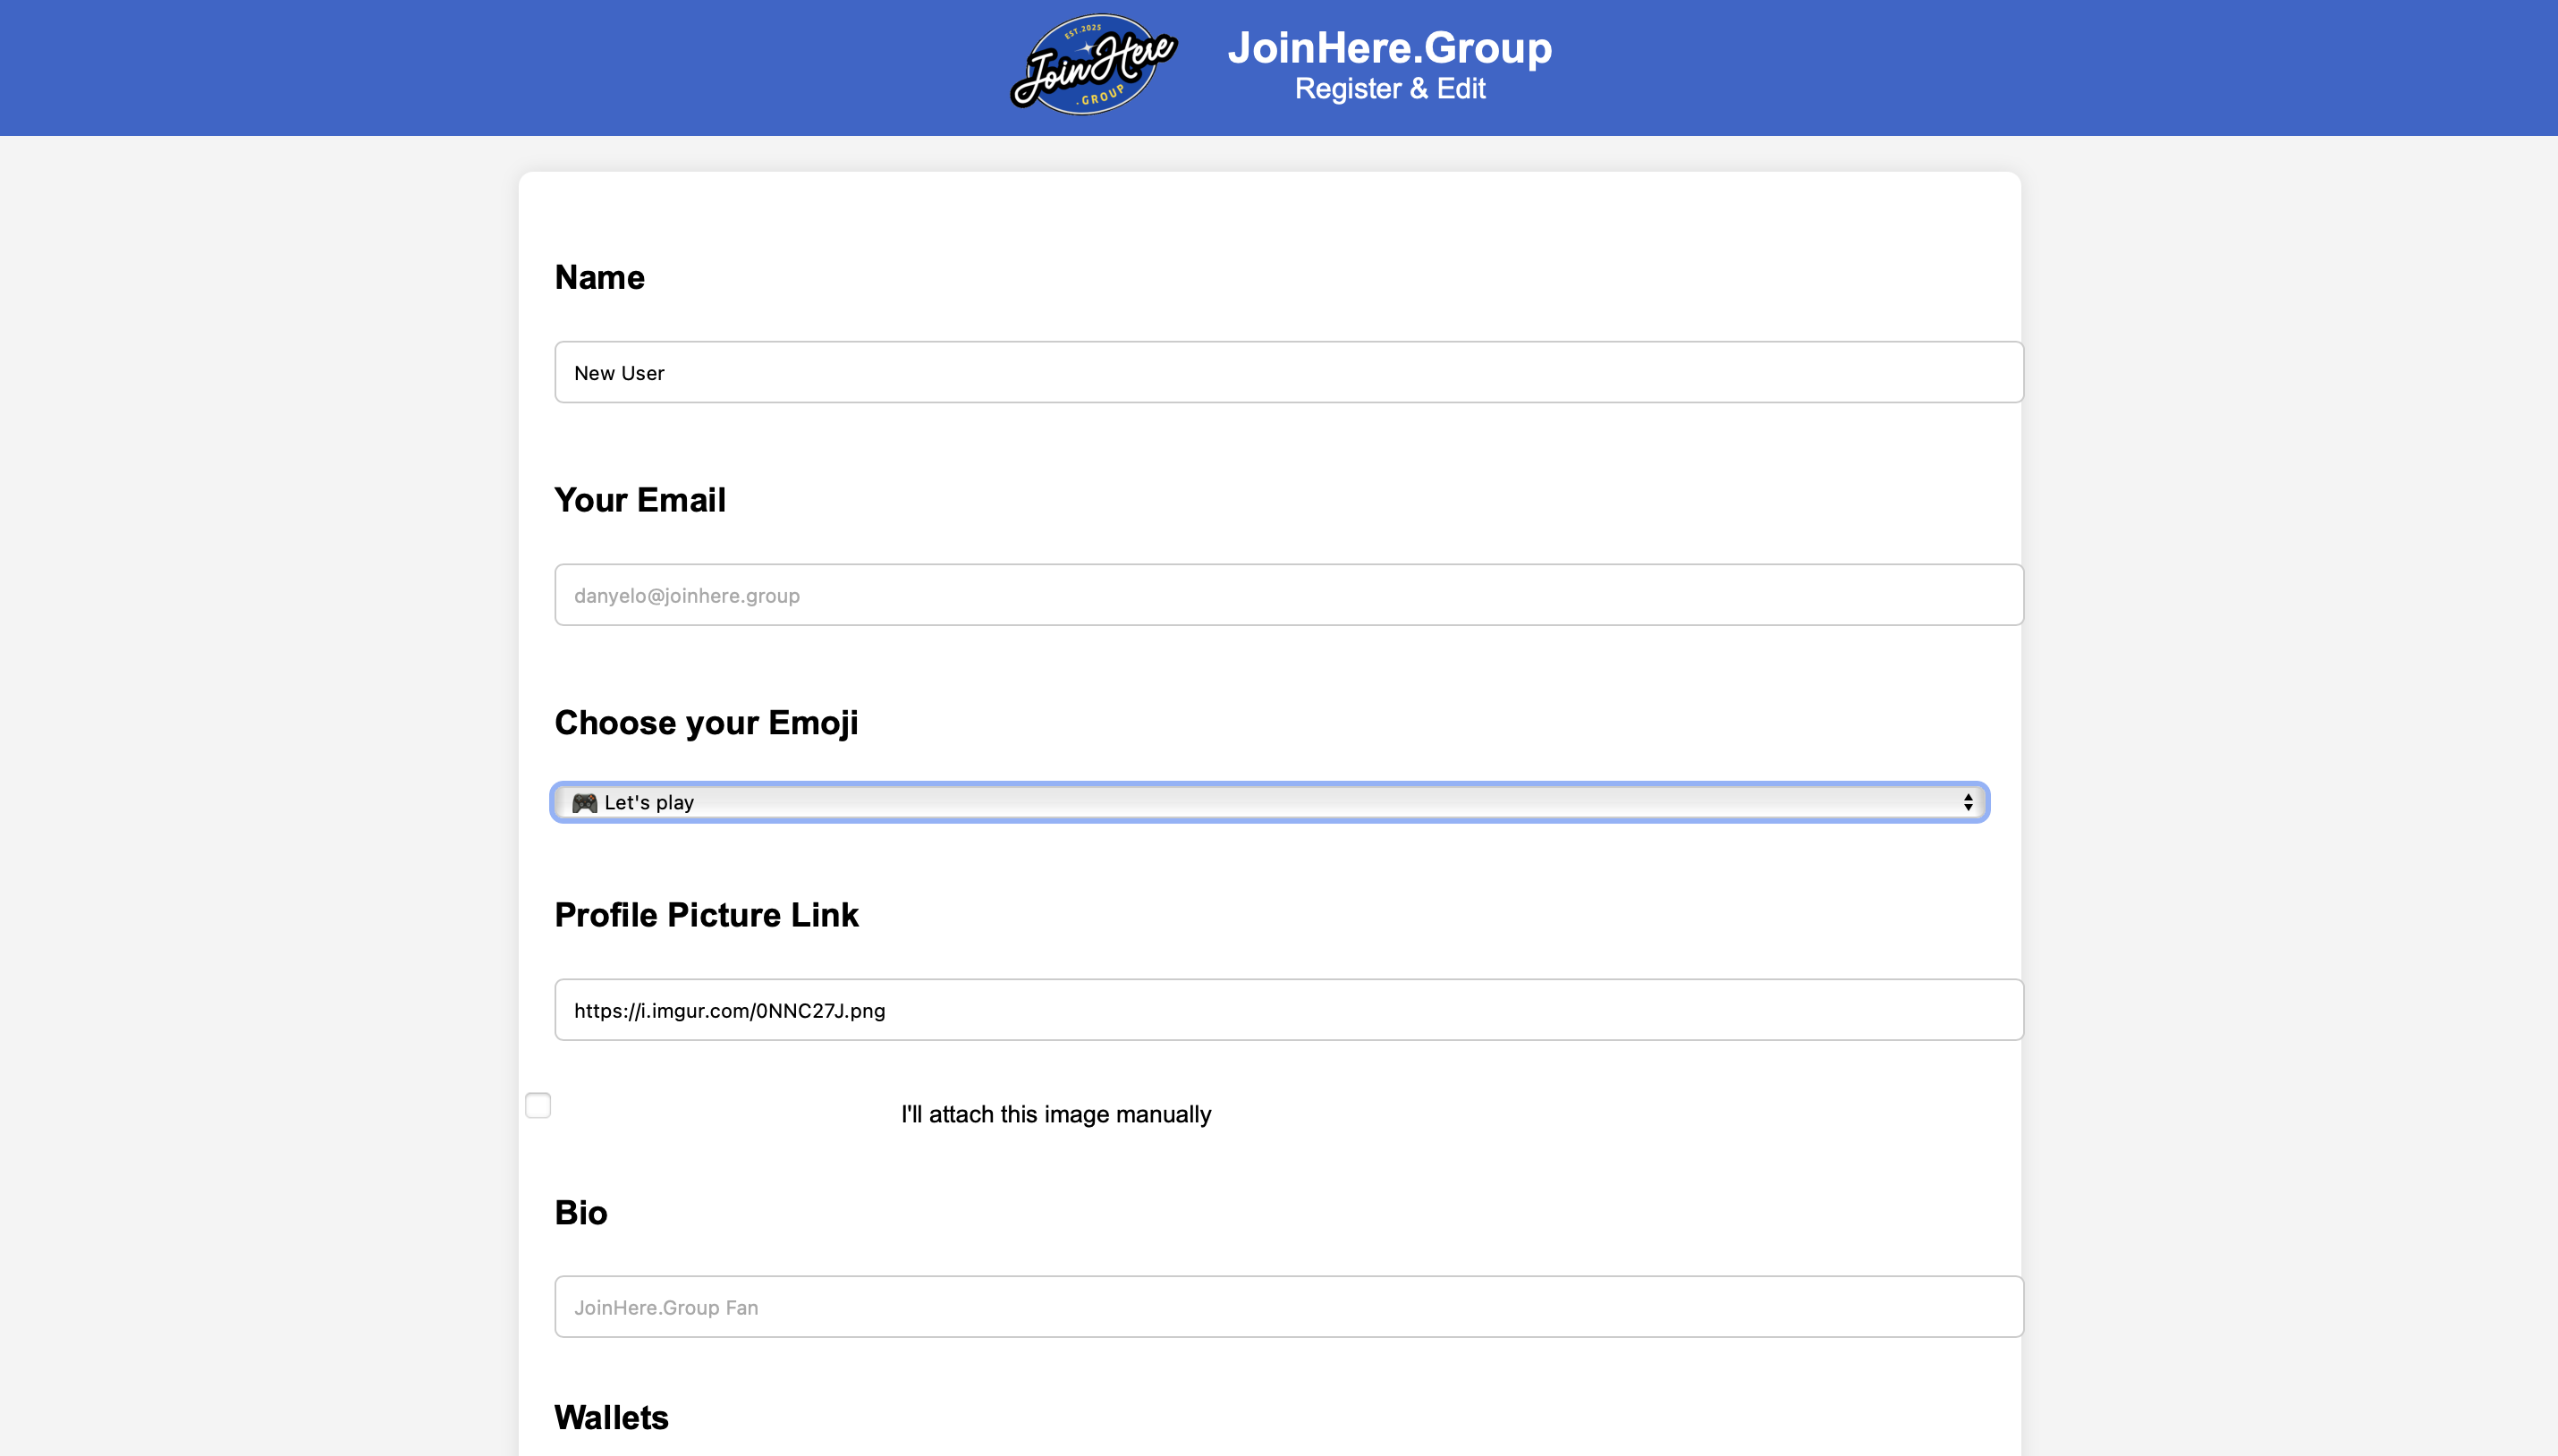 EST.2025
JoinHere
.GROUP
JoinHere.Group
Register & Edit
Name
New User
Your Email
danyelo@joinhere.group
Choose your Emoji
🎮 Let's play
Profile Picture Link
https://i.imgur.com/0NNC27J.png
I'll attach this image manually
Bio
JoinHere.Group Fan
Wallets